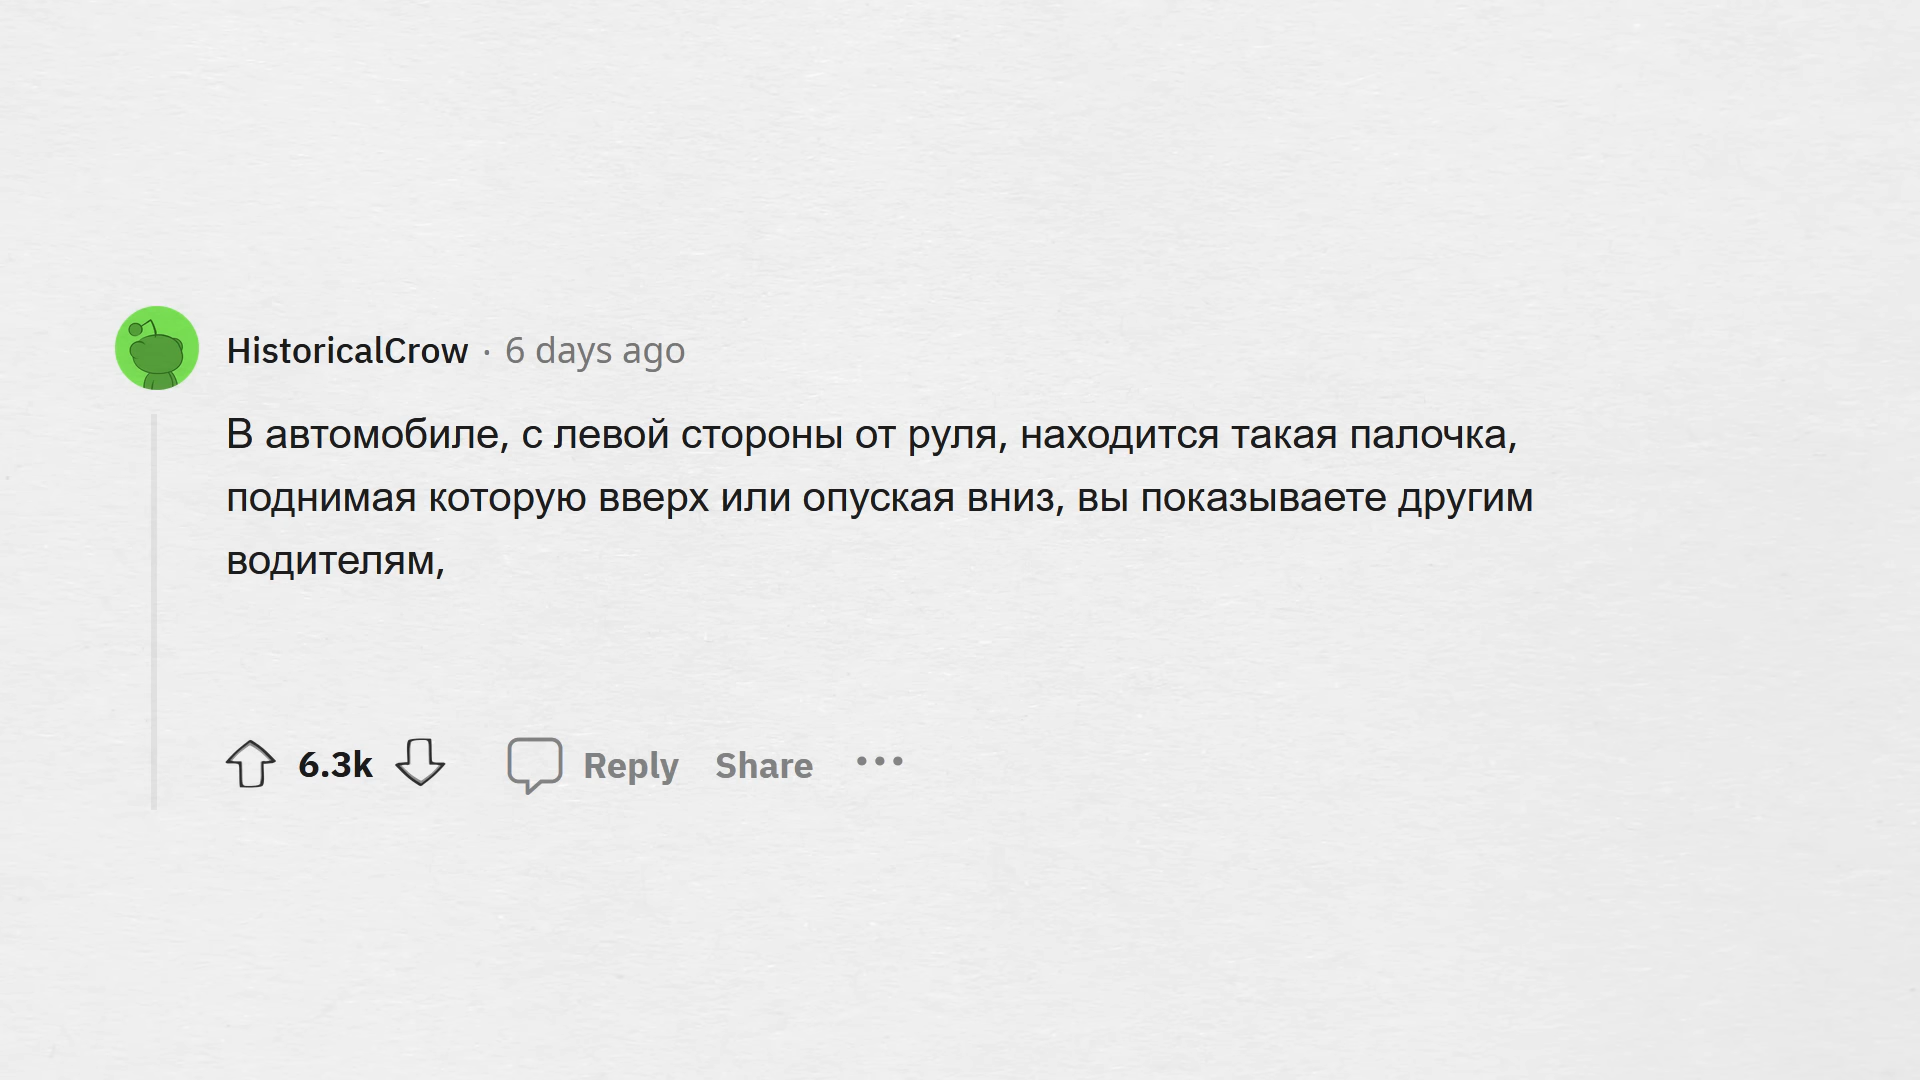 HistoricalCrow · 6 days ago
В автомобиле, с левой стороны от руля, находится такая палочка,
поднимая которую вверх или опуская вниз, вы показываете другим
водителям,
6.3k Reply Share •••